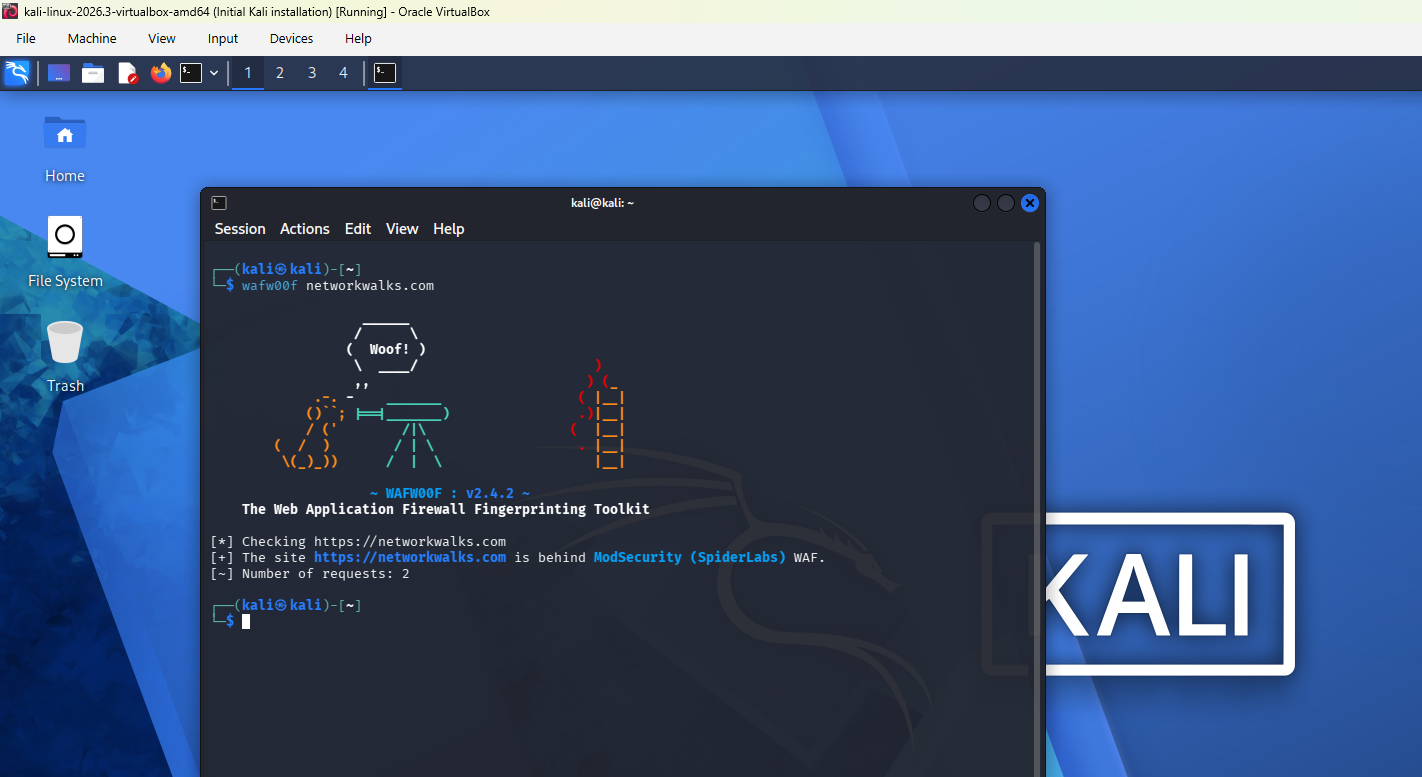 kali-linux-2026.3-virtualbox-amd64 (Initial Kali installation) [Running] - Oracle VirtualBox
File Machine View Input Devices Help
1 2 3 4
Home
File System
Trash
kali@kali: ~
Session Actions Edit View Help
┌──(kali㉿kali)-[~]
└─$ wafw00f networkwalks.com
Woof!
~ WAFW00F : v2.4.2 ~
The Web Application Firewall Fingerprinting Toolkit
[*] Checking https://networkwalks.com
[+] The site https://networkwalks.com is behind ModSecurity (SpiderLabs) WAF.
[~] Number of requests: 2
┌──(kali㉿kali)-[~]
└─$
KALI